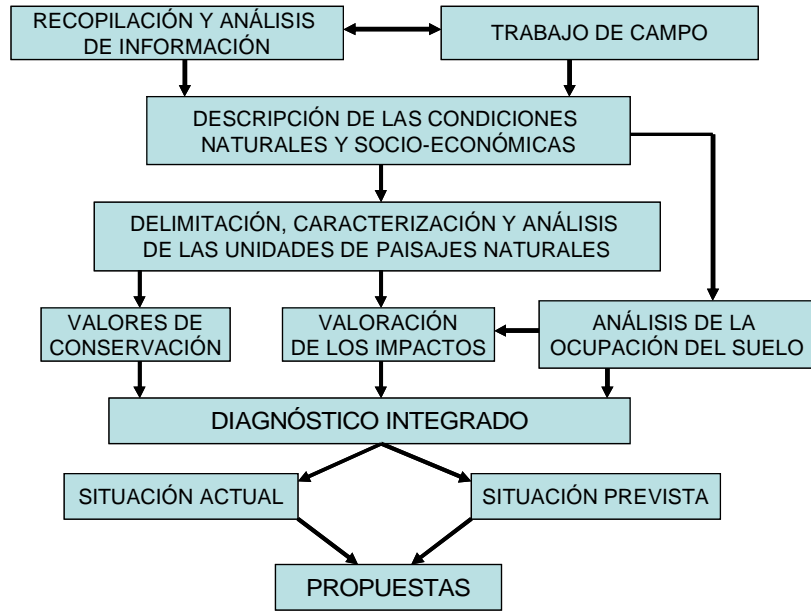 RECOPILACIÓN Y ANÁLISIS
DE INFORMACIÓN
TRABAJO DE CAMPO
DESCRIPCIÓN DE LAS CONDICIONES
NATURALES Y SOCIO-ECONÓMICAS
DELIMITACIÓN, CARACTERIZACIÓN Y ANÁLISIS
DE LAS UNIDADES DE PAISAJES NATURALES
VALORES DE
CONSERVACIÓN
VALORACIÓN
DE LOS IMPACTOS
ANÁLISIS DE LA
OCUPACIÓN DEL SUELO
DIAGNÓSTICO INTEGRADO
SITUACIÓN ACTUAL
SITUACIÓN PREVISTA
PROPUESTAS